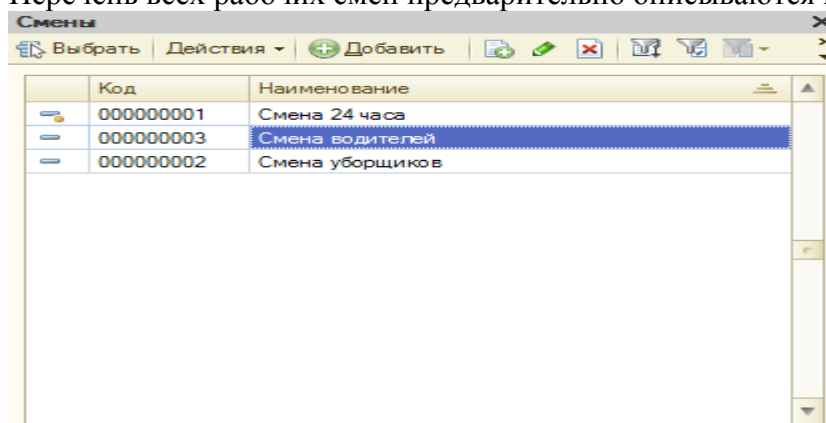 Перечень всех рабочих смен предварительно описываются
Смены
Выбрать Действия Добавить
Код Наименование
000000001 Смена 24 часа
000000003 Смена водителей
000000002 Смена уборщиков